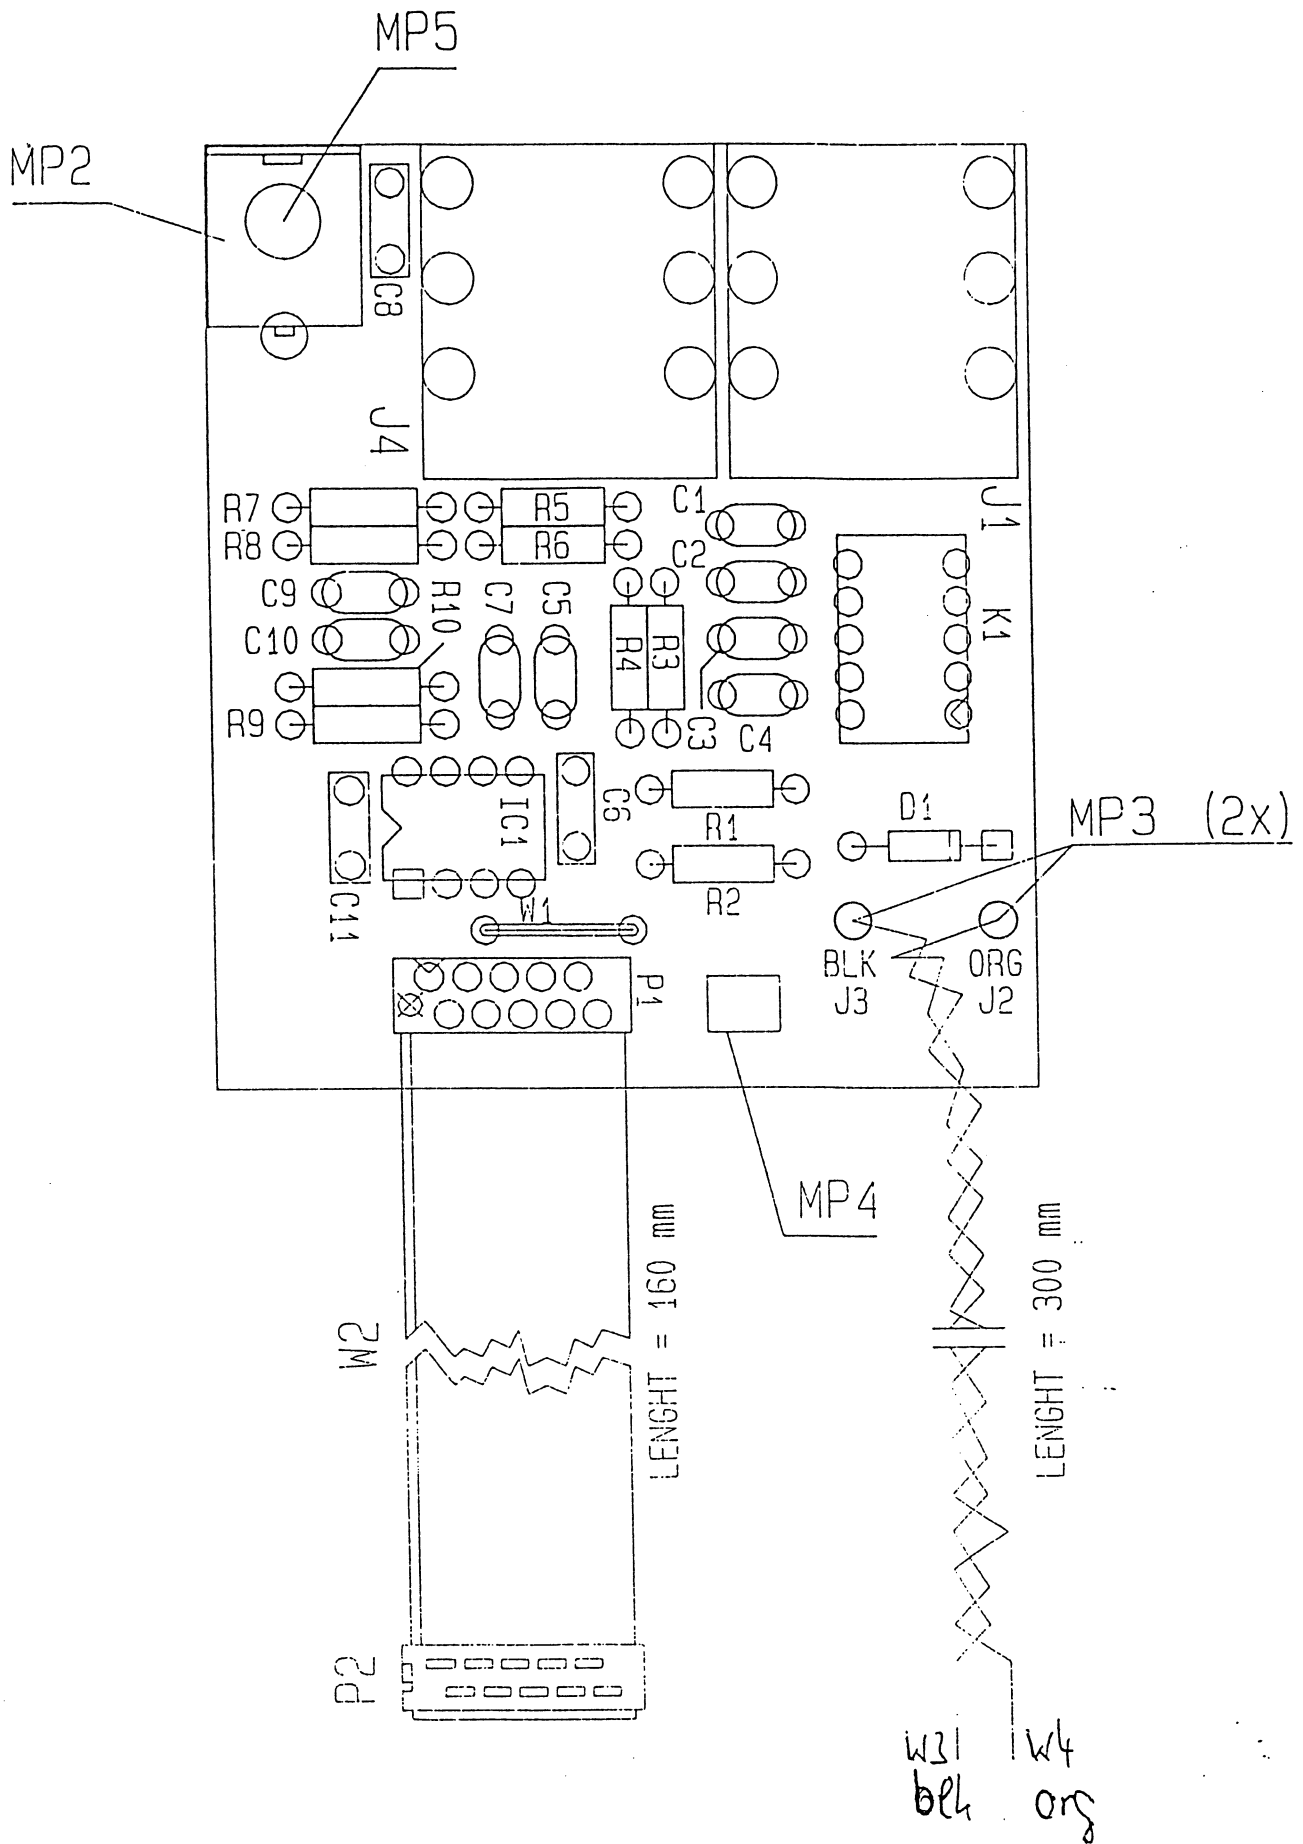 MP5
MP2
C8
J4
J1
R7
R5
C1
R8
R6
C2
C9
R10
C7
C5
C10
R4
R3
K1
R9
C3
C4
IC1
C6
R1
D1
MP3 (2x)
C11
R2
W1
BLK
J3
ORG
J2
P1
MP4
W2
LENGHT = 160 mm
LENGHT = 300 mm
P2
W3
blk
W4
org